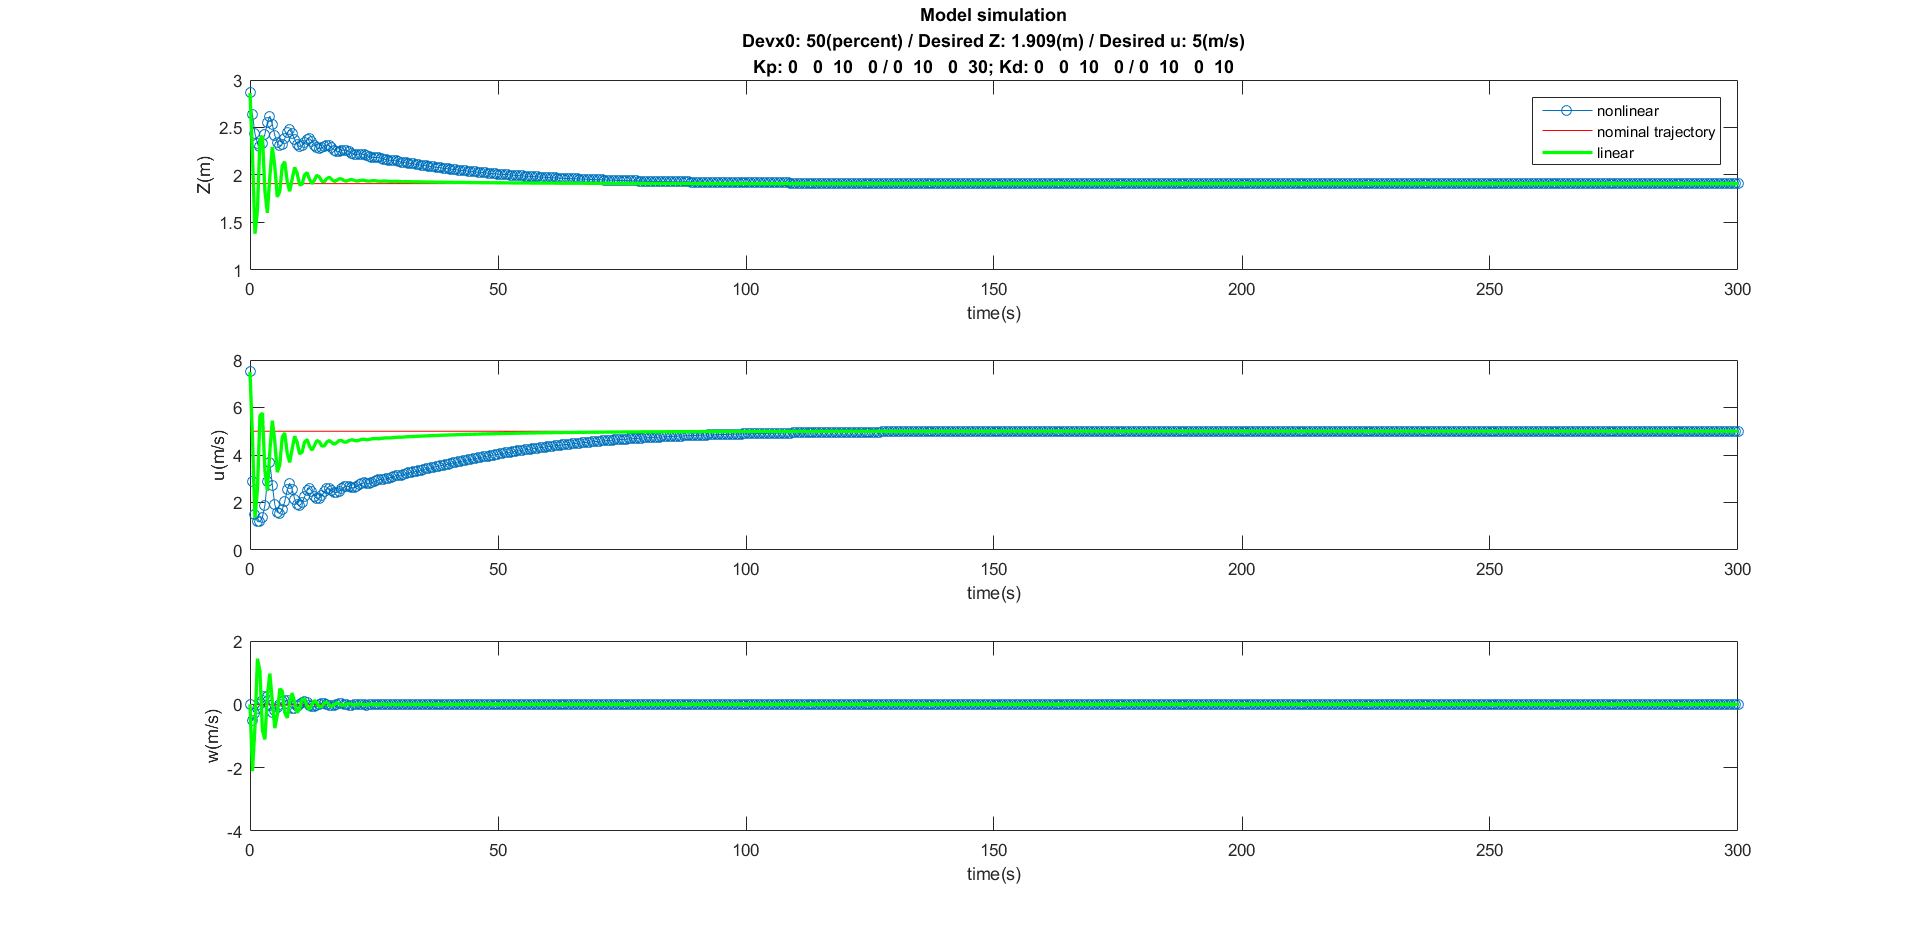 Model simulation
Devx0: 50(percent) / Desired Z: 1.909(m) / Desired u: 5(m/s)
Kp: 0 0 10 0 / 0 10 0 30; Kd: 0 0 10 0 / 0 10 0 10
3
2.5
2
1.5
1
Z(m)
nonlinear
nominal trajectory
linear
0 50 100 150 200 250 300
time(s)
8
6
4
2
0
u(m/s)
0 50 100 150 200 250 300
time(s)
2
0
-2
-4
w(m/s)
0 50 100 150 200 250 300
time(s)